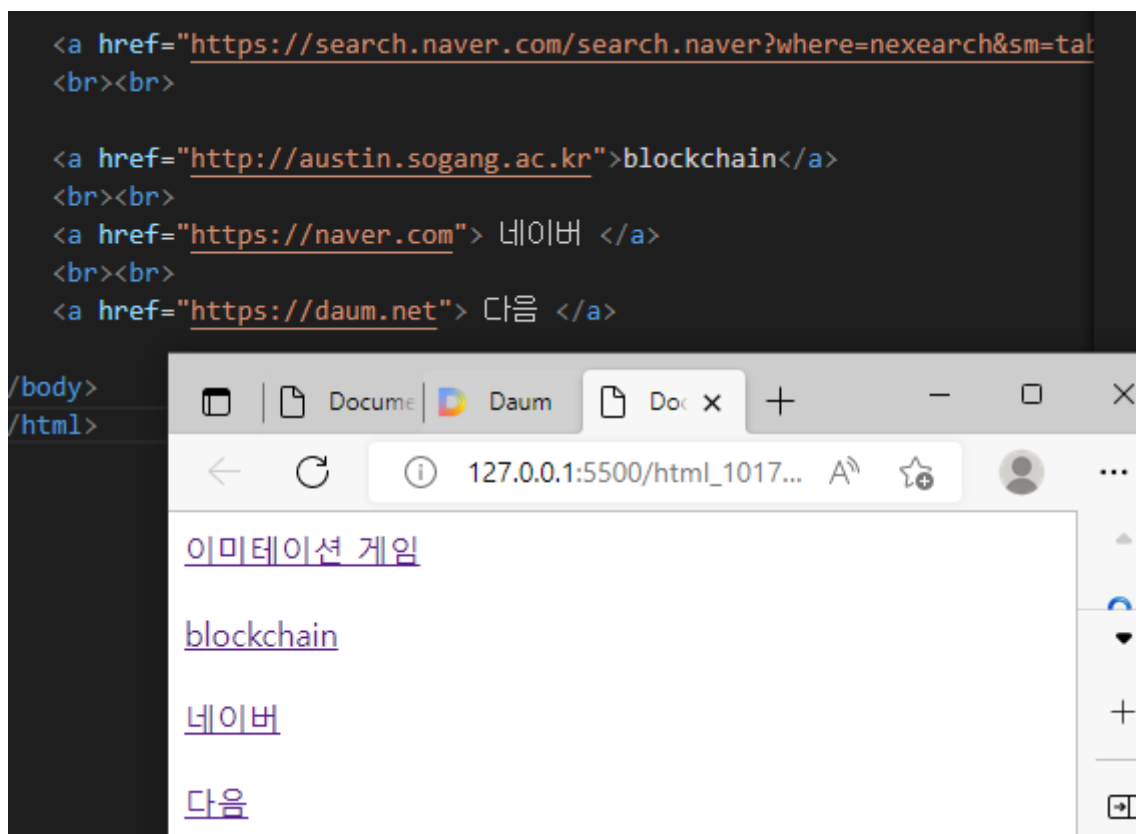 <a href="https://search.naver.com/search.naver?where=nexearch&sm=tab
<br><br>
<a href="http://austin.sogang.ac.kr">blockchain</a>
<br><br>
<a href="https://naver.com"> 네이버 </a>
<br><br>
<a href="https://daum.net"> 다음 </a>
/body>
/html>
Docume Daum Doc
127.0.0.1:5500/html_1017...
이미테이션 게임
blockchain
네이버
다음